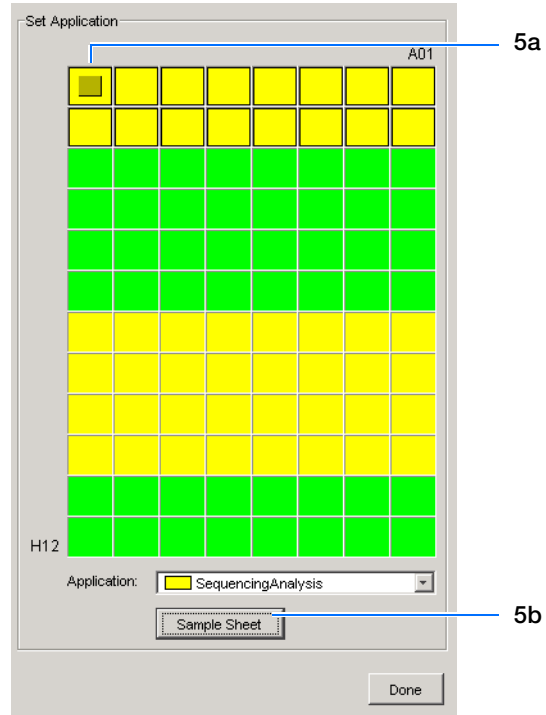 Set Application
5a
A01
H12
Application: SequencingAnalysis
Sample Sheet
5b
Done